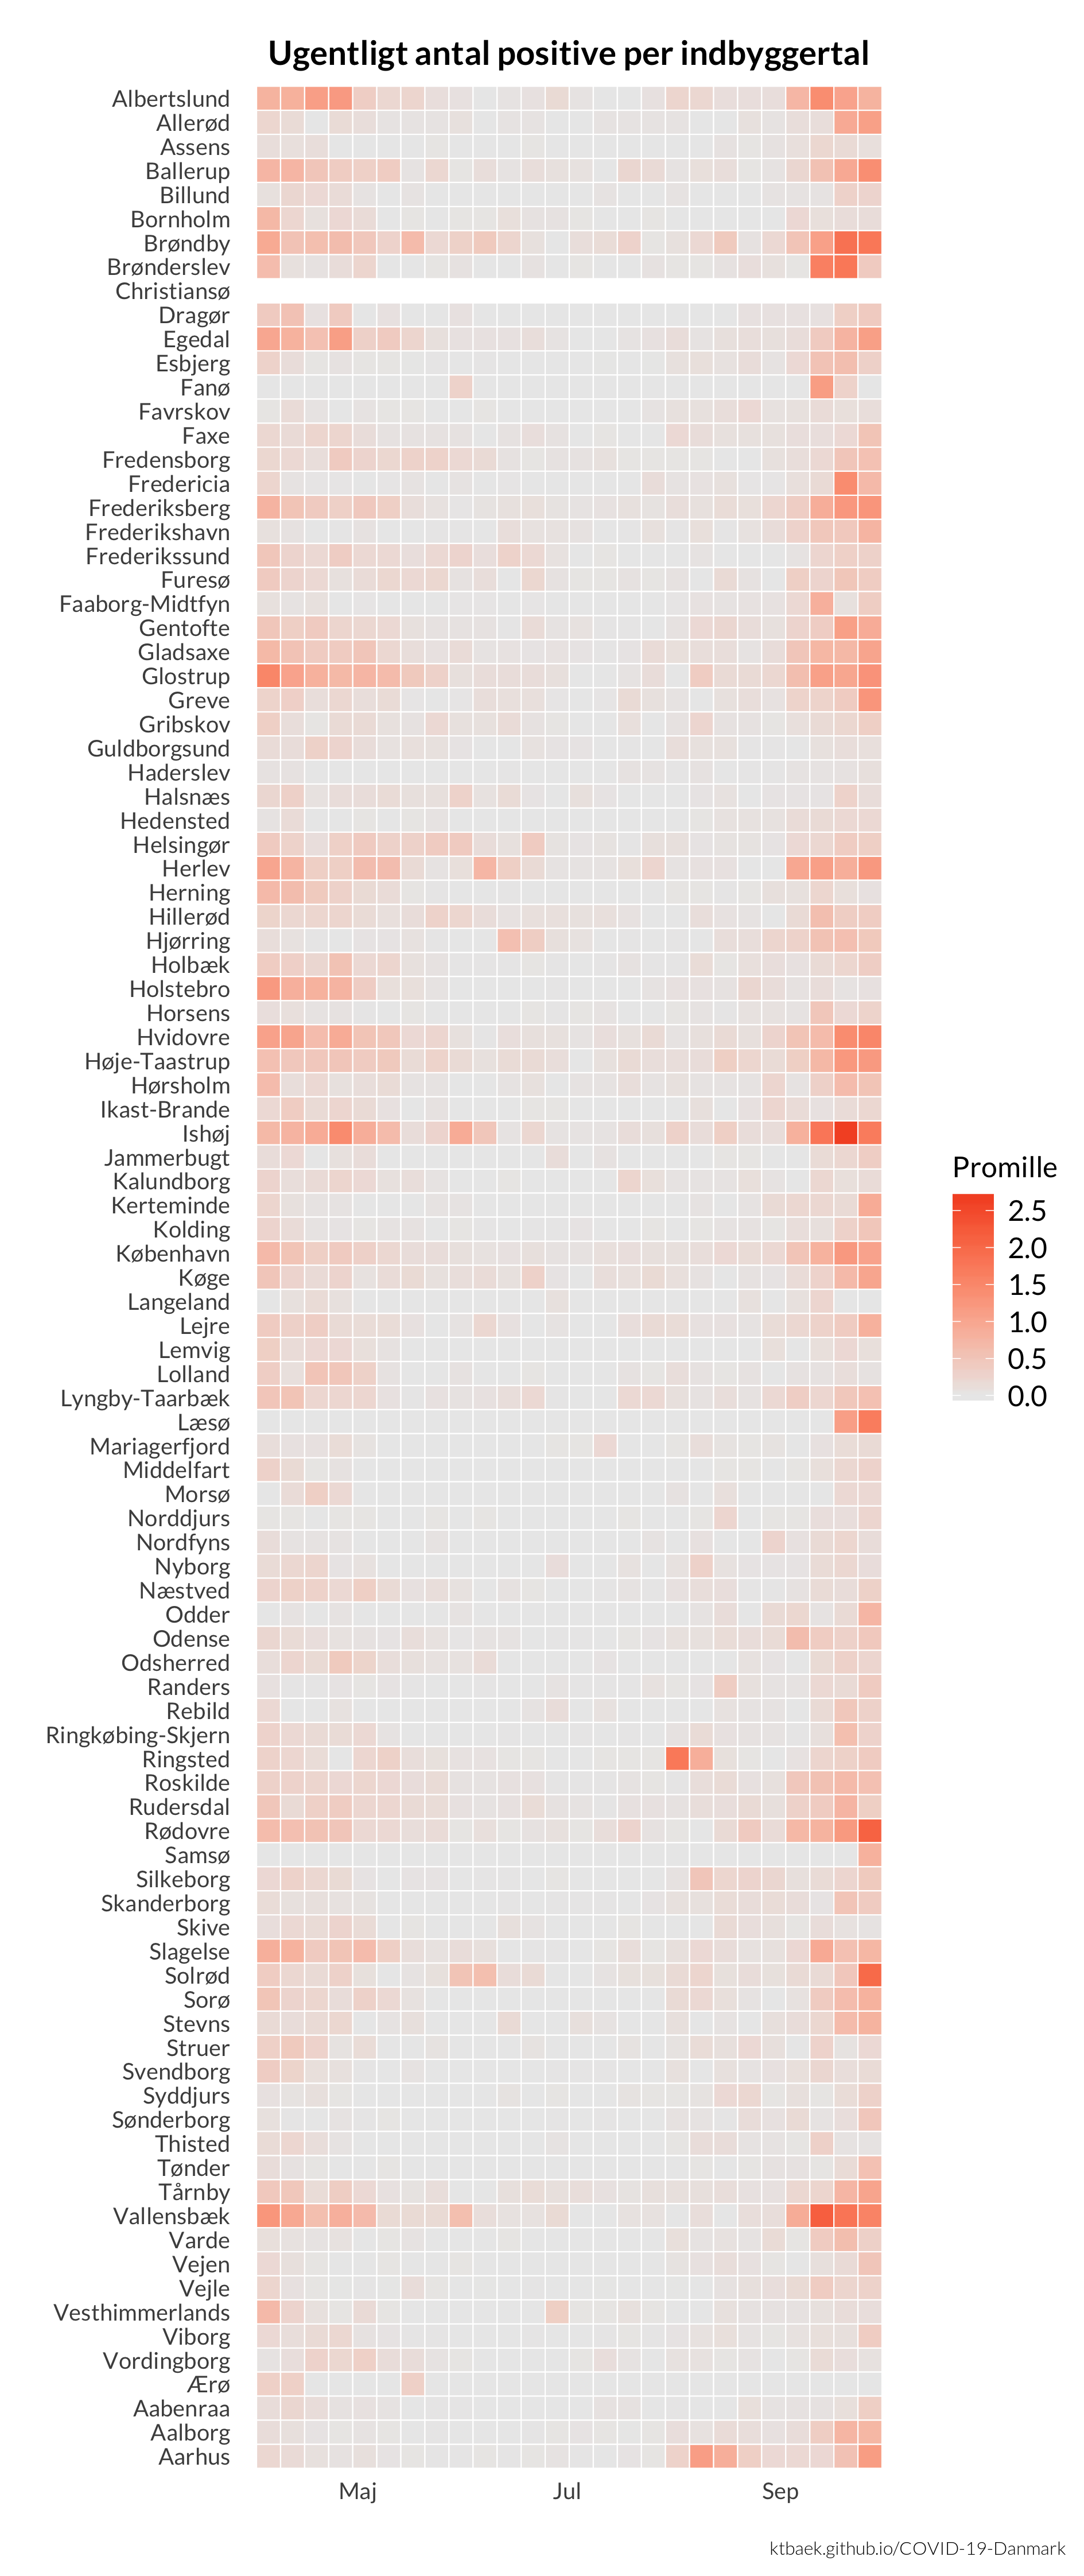 Ugentligt antal positive per indbyggertal
Albertslund
Allerød
Assens
Ballerup
Billund
Bornholm
Brøndby
Brønderslev
Christiansø
Dragør
Egedal
Esbjerg
Fanø
Favrskov
Faxe
Fredensborg
Fredericia
Frederiksberg
Frederikshavn
Frederikssund
Furesø
Faaborg-Midtfyn
Gentofte
Gladsaxe
Glostrup
Greve
Gribskov
Guldborgsund
Haderslev
Halsnæs
Hedensted
Helsingør
Herlev
Herning
Hillerød
Hjørring
Holbæk
Holstebro
Horsens
Hvidovre
Høje-Taastrup
Hørsholm
Ikast-Brande
Ishøj
Jammerbugt
Kalundborg
Kerteminde
Kolding
København
Køge
Langeland
Lejre
Lemvig
Lolland
Lyngby-Taarbæk
Læsø
Mariagerfjord
Middelfart
Morsø
Norddjurs
Nordfyns
Nyborg
Næstved
Odder
Odense
Odsherred
Randers
Rebild
Ringkøbing-Skjern
Ringsted
Roskilde
Rudersdal
Rødovre
Samsø
Silkeborg
Skanderborg
Skive
Slagelse
Solrød
Sorø
Stevns
Struer
Svendborg
Syddjurs
Sønderborg
Thisted
Tønder
Tårnby
Vallensbæk
Varde
Vejen
Vejle
Vesthimmerlands
Viborg
Vordingborg
Ærø
Aabenraa
Aalborg
Aarhus
Maj Jul Sep
Promille
2.5
2.0
1.5
1.0
0.5
0.0
ktbaek.github.io/COVID-19-Danmark